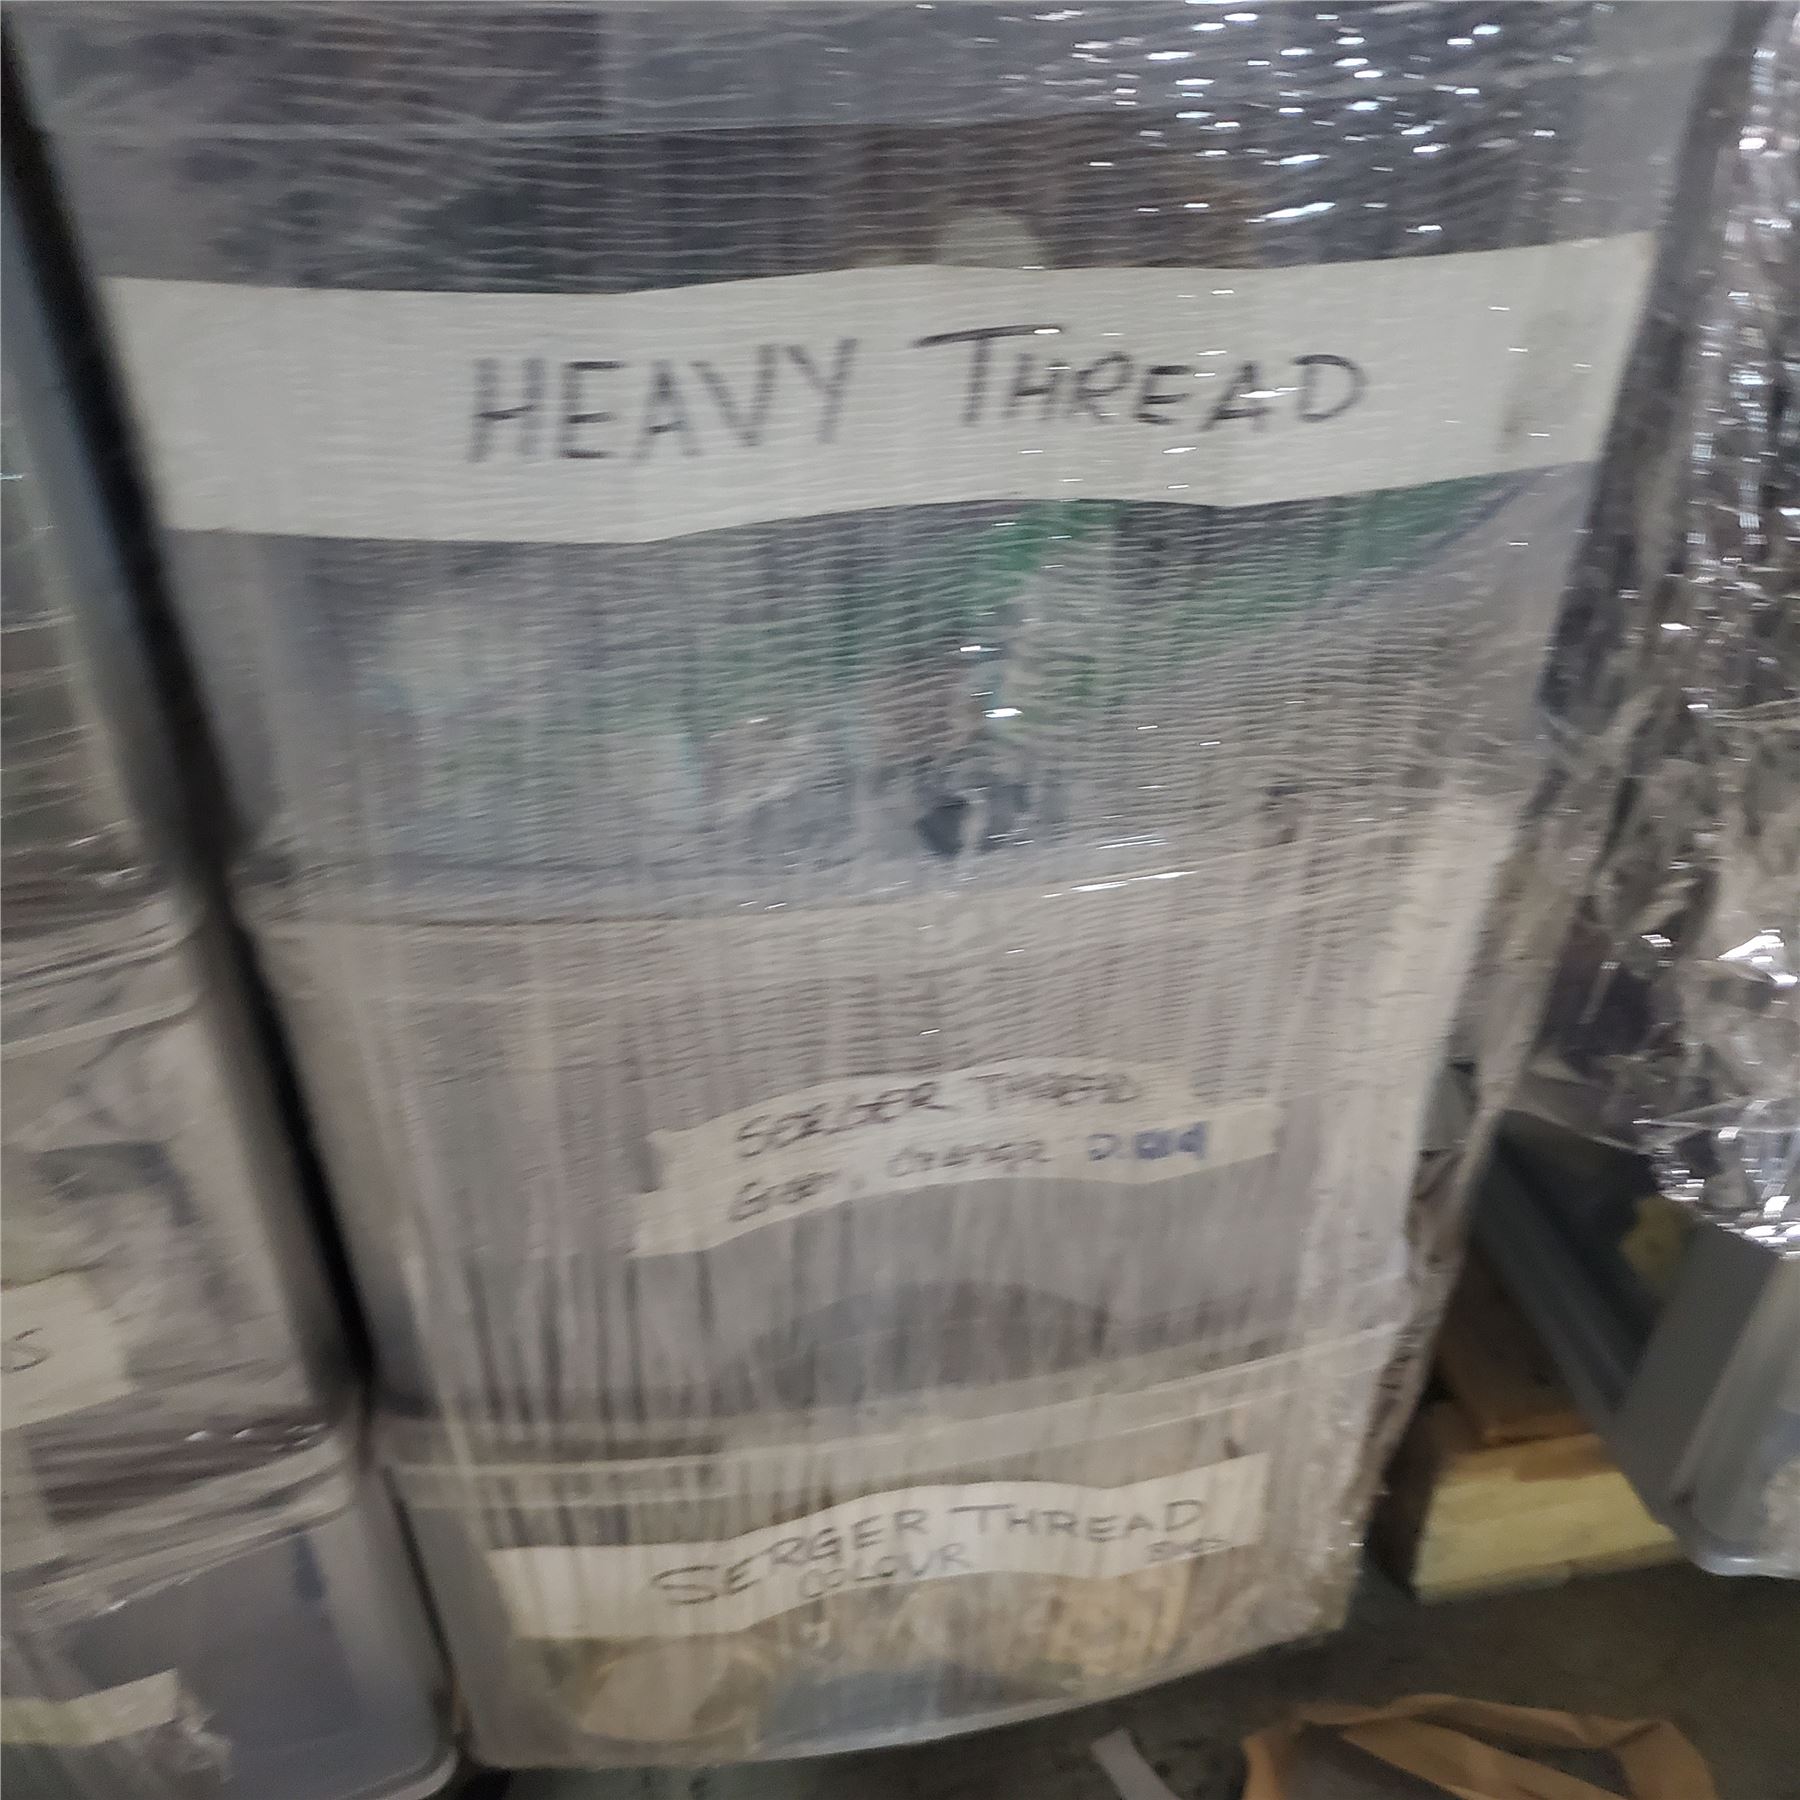 HEAVY THREAD
SERGER THREAD
S
SERGER THREAD
COLOUR